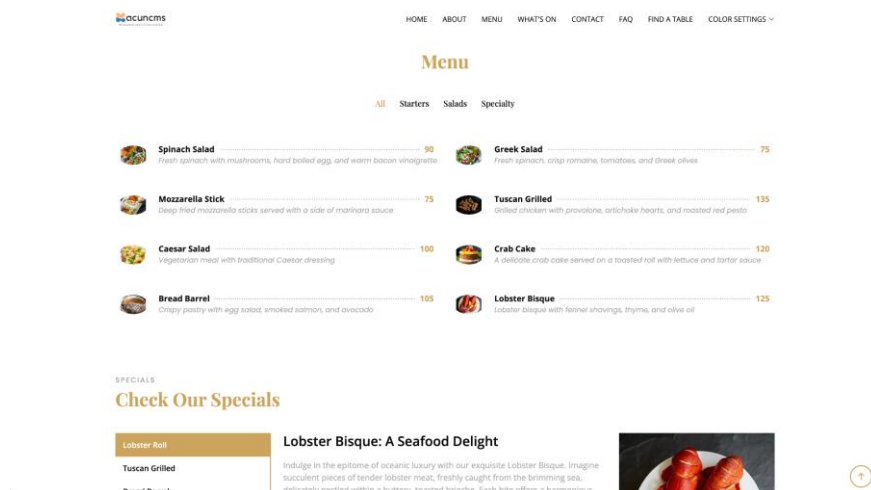 acuncms
HOME ABOUT MENU WHAT'S ON CONTACT FAQ FIND A TABLE COLOR SETTINGS
Menu
All Starters Salads Specialty
Spinach Salad 90
Fresh spinach with mushrooms, hard boiled egg, and warm bacon vinaigrette
Greek Salad 75
Fresh spinach, crisp romaine, tomatoes, and Greek olives
Mozzarella Stick 75
Deep fried mozzarella sticks served with a side of marinara sauce
Tuscan Grilled 135
Grilled chicken with provolone, artichoke hearts, and roasted red pesto
Caesar Salad 100
Vegetarian meal with traditional Caesar dressing
Crab Cake 120
A delicate crab cake served on a toasted roll with lettuce and tartar sauce
Bread Barrel 105
Crispy pastry with egg salad, smoked salmon, and avocado
Lobster Bisque 125
Lobster bisque with fennel shavings, thyme, and olive oil
SPECIALS
Check Our Specials
Lobster Roll
Tuscan Grilled
Lobster Bisque: A Seafood Delight
Indulge in the epitome of oceanic luxury with our exquisite Lobster Bisque. Imagine
succulent pieces of tender lobster meat, freshly caught from the brimming sea,